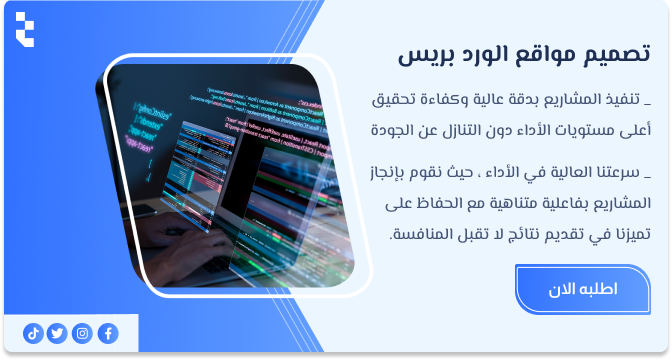 تصميم مواقع الورد بريس
_ تنفيذ المشاريع بدقة عالية وكفاءة تحقيق
أعلى مستويات الأداء دون التنازل عن الجودة
_ سرعتنا العالية في الأداء ، حيث نقوم بإنجاز
المشاريع بفاعلية متناهية مع الحفاظ على
تميزنا في تقديم نتائج لا تقبل المنافسة.
اطلبه الان